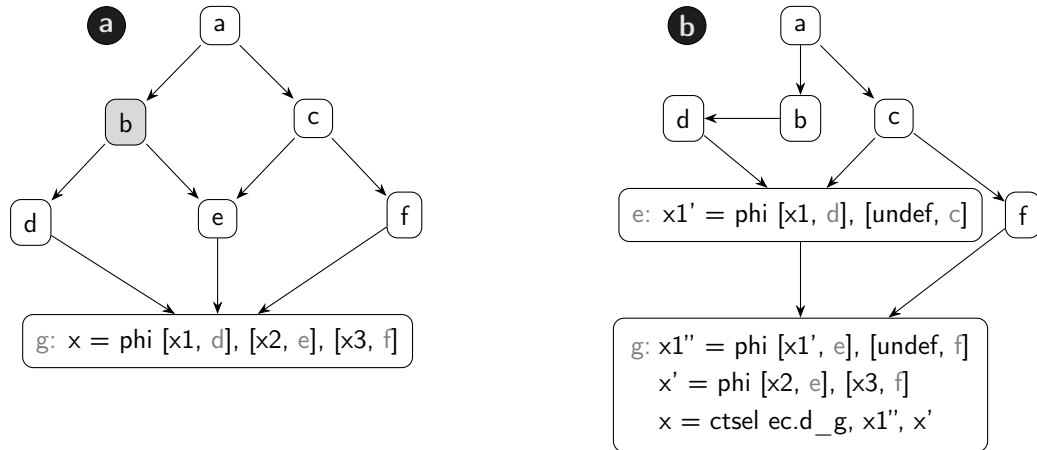 a
a
b
c
d
e
f
g: x = phi [x1, d], [x2, e], [x3, f]
b
a
d
b
c
e: x1' = phi [x1, d], [undef, c]
f
g: x1'' = phi [x1', e], [undef, f]
x' = phi [x2, e], [x3, f]
x = ctsel ec.d_g, x1'', x'